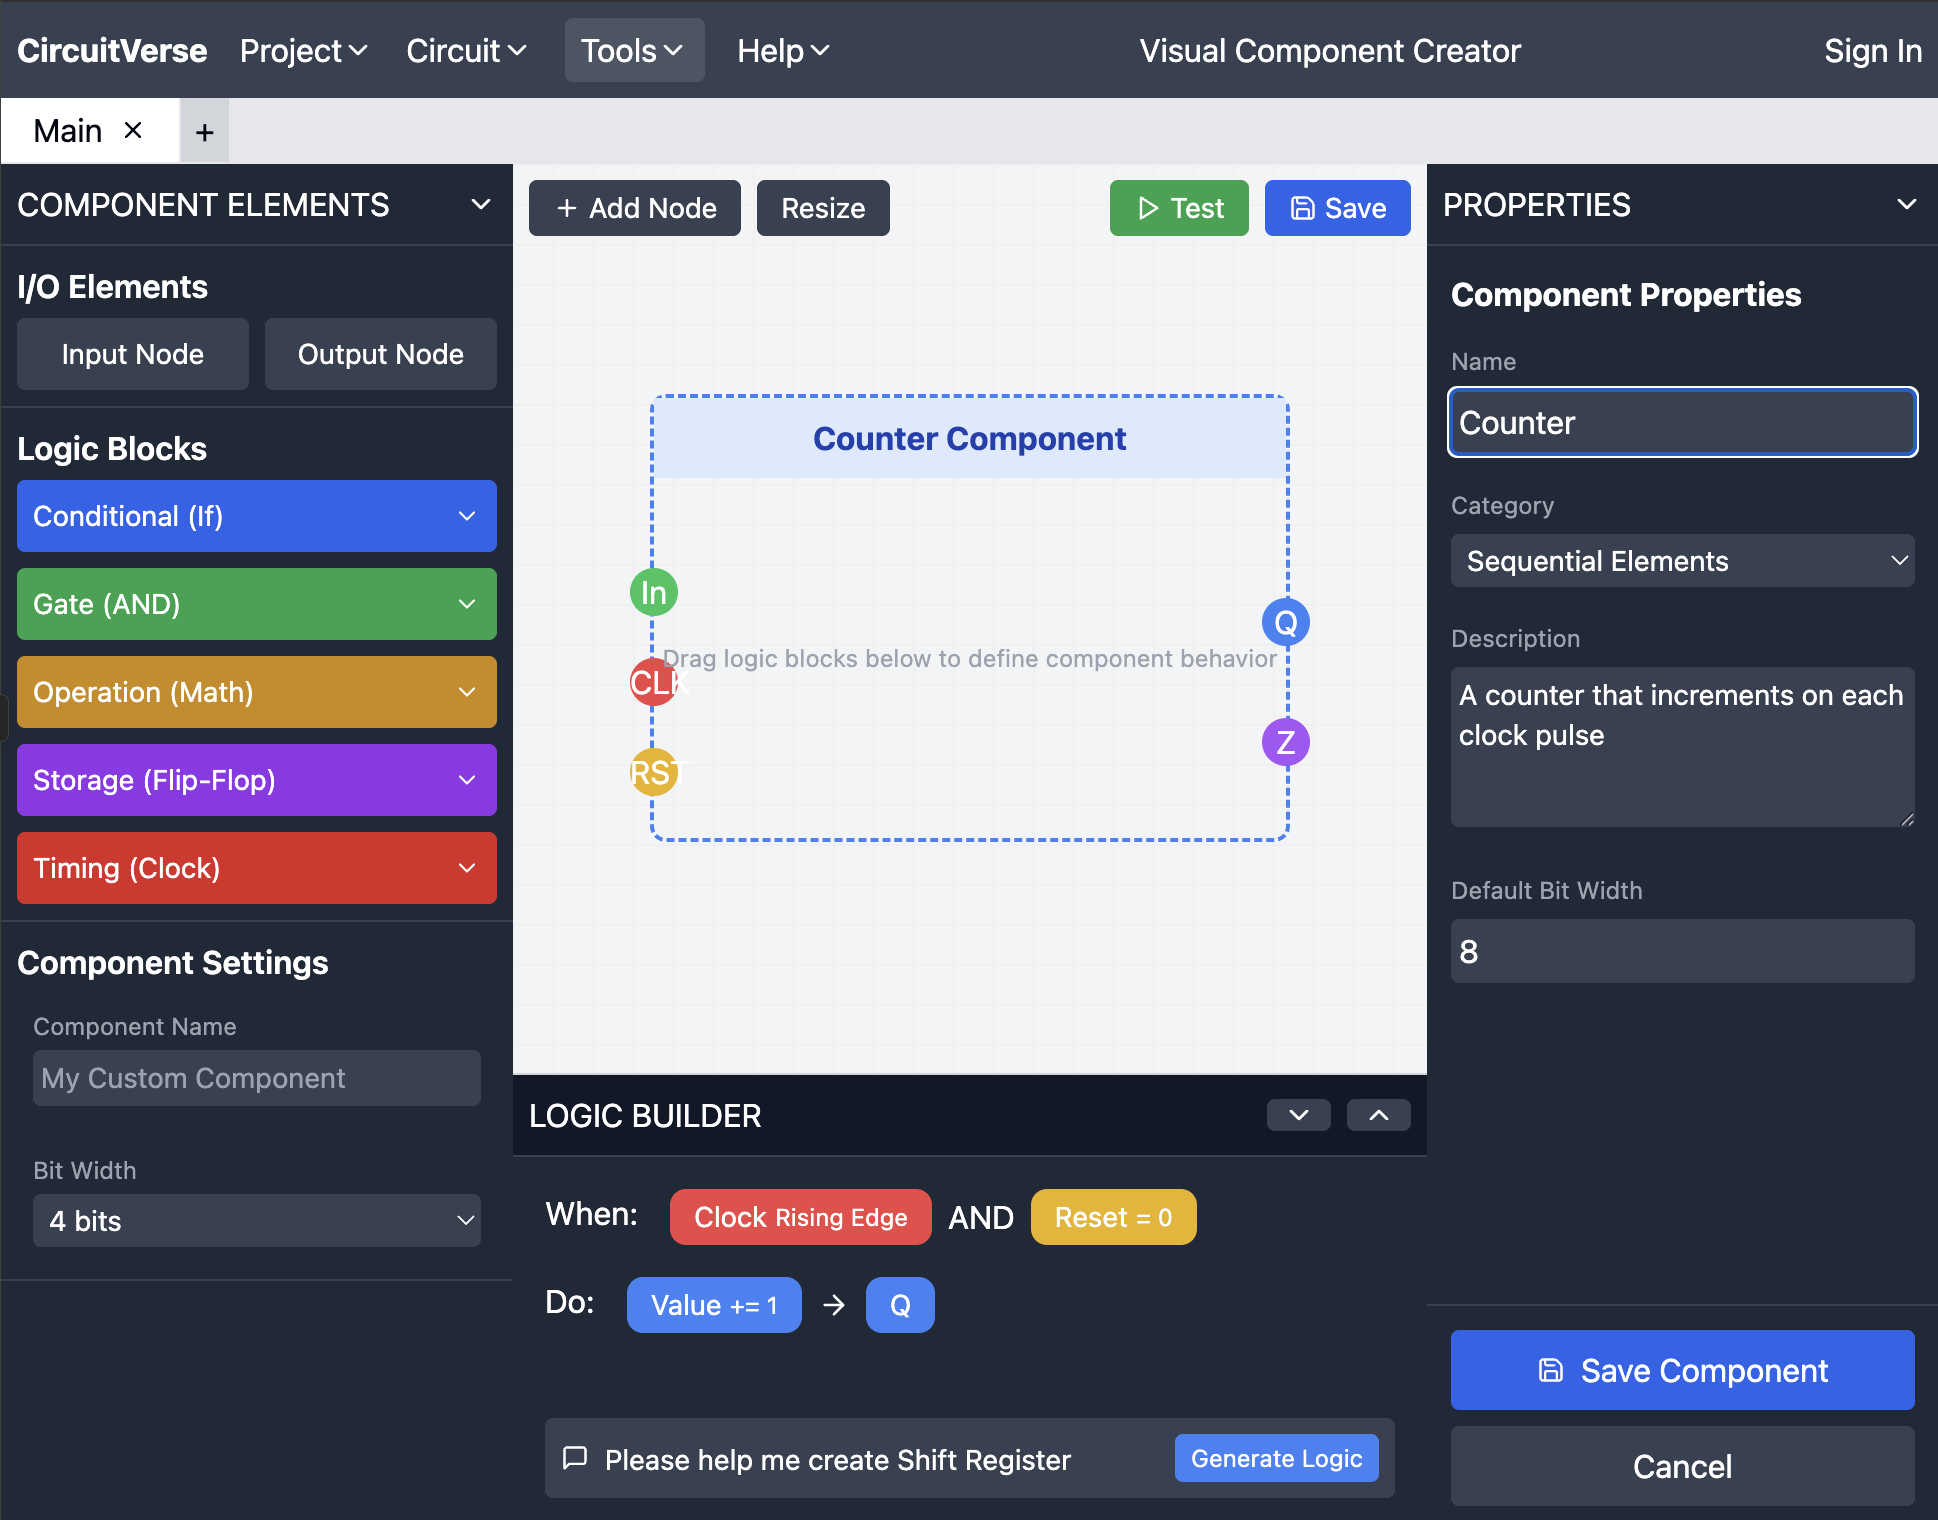 CircuitVerse Project Circuit Tools Help Visual Component Creator Sign In
Main
COMPONENT ELEMENTS
I/O Elements
Input Node Output Node
Logic Blocks
Conditional (If)
Gate (AND)
Operation (Math)
Storage (Flip-Flop)
Timing (Clock)
Component Settings
Component Name
My Custom Component
Bit Width
4 bits
+ Add Node Resize Test Save
Counter Component
In
Q
Drag logic blocks below to define component behavior
CLK
Z
RST
LOGIC BUILDER
When: Clock Rising Edge AND Reset = 0
Do: Value += 1 → Q
Please help me create Shift Register Generate Logic
PROPERTIES
Component Properties
Name
Counter
Category
Sequential Elements
Description
A counter that increments on each
clock pulse
Default Bit Width
8
Save Component
Cancel